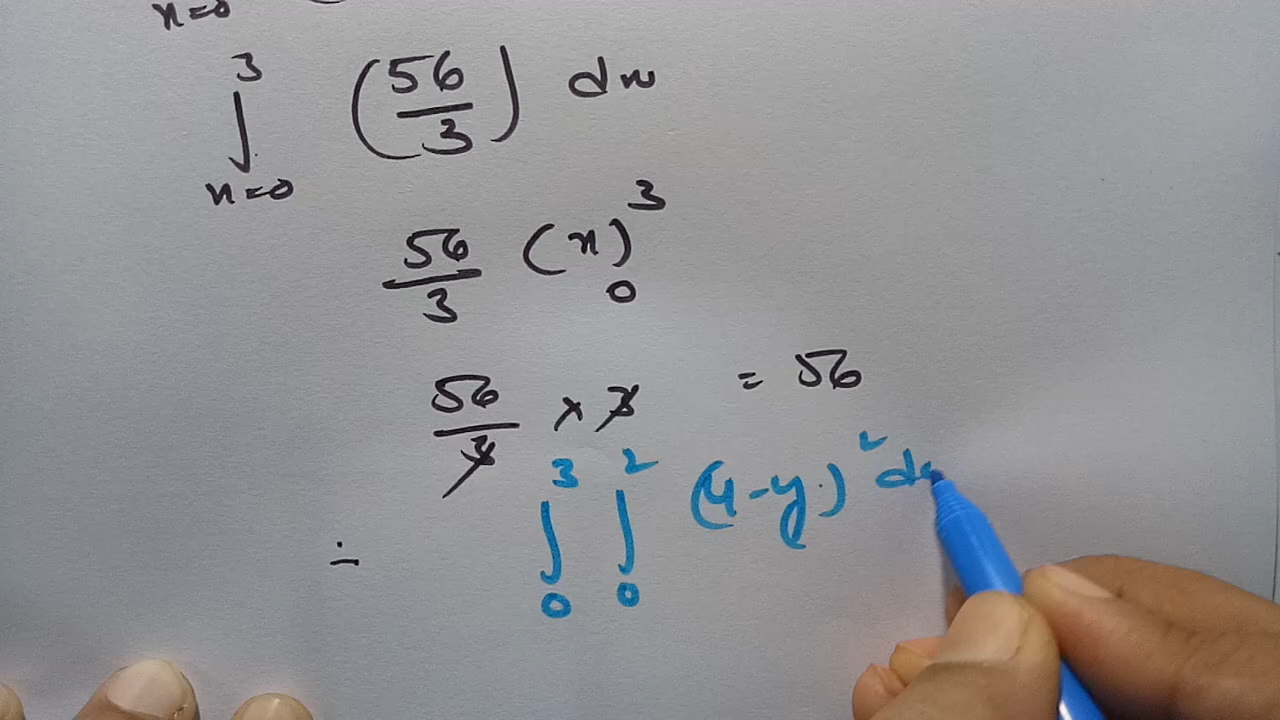 n=0
∫ 3 n=0 (56/3) dn
56/3 (n) 3 0
56/3 × 3 = 56
∴ ∫ 3 0 ∫ 2 0 (4-y)² d